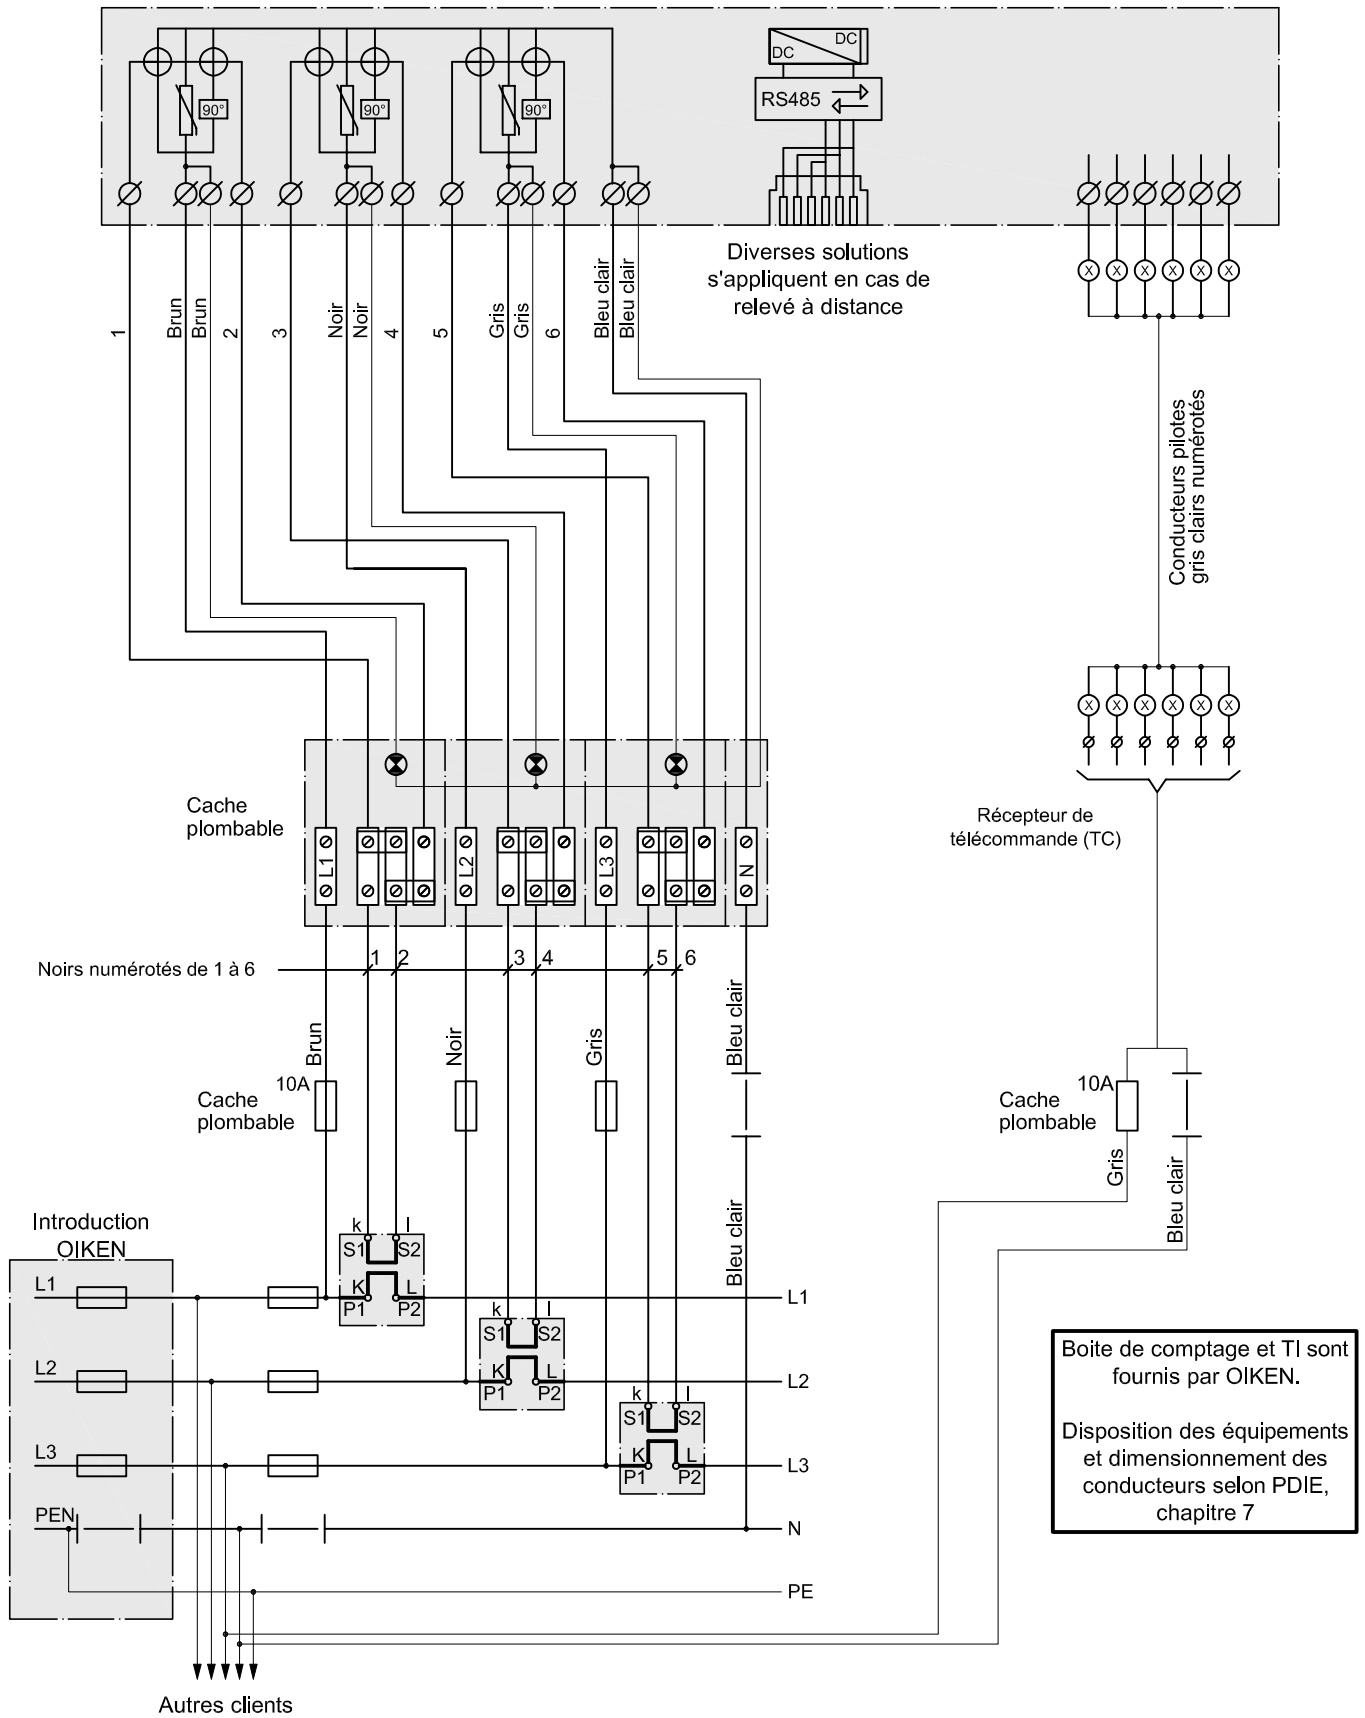 DC
DC
RS485
90°
90°
90°
Diverses solutions
s'appliquent en cas de
relevé à distance
X X X X X X
1
Brun
Brun
2
3
Noir
Noir
4
5
Gris
Gris
6
Bleu clair
Bleu clair
Conducteurs pilotes
gris clairs numérotés
X X X X X X
Récepteur de
télécommande (TC)
Cache
plombable
L1
L2
L3
N
Noirs numérotés de 1 à 6
1 2 3 4 5 6
Brun
Noir
Gris
Bleu clair
10A
Cache
plombable
10A
Cache
plombable
Gris
Bleu clair
Bleu clair
Introduction
OIKEN
k l
S1 S2
K L
P1 P2
L1
L1
k l
S1 S2
K L
P1 P2
L2
L2
k l
S1 S2
K L
P1 P2
L3
L3
PEN
N
PE
Boite de comptage et TI sont
fournis par OIKEN.
Disposition des équipements
et dimensionnement des
conducteurs selon PDIE,
chapitre 7
Autres clients